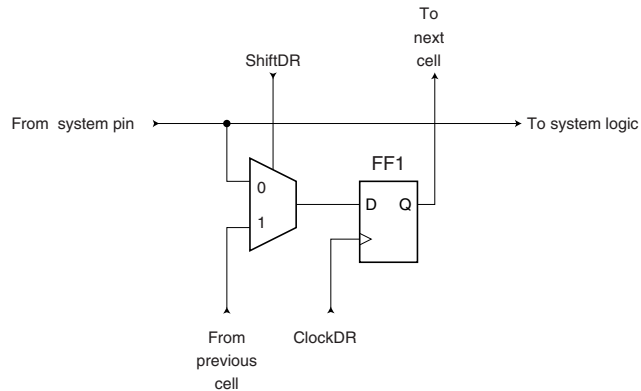 To
next
cell
ShiftDR
From system pin
To system logic
FF1
0
D Q
1
From
previous
cell
ClockDR